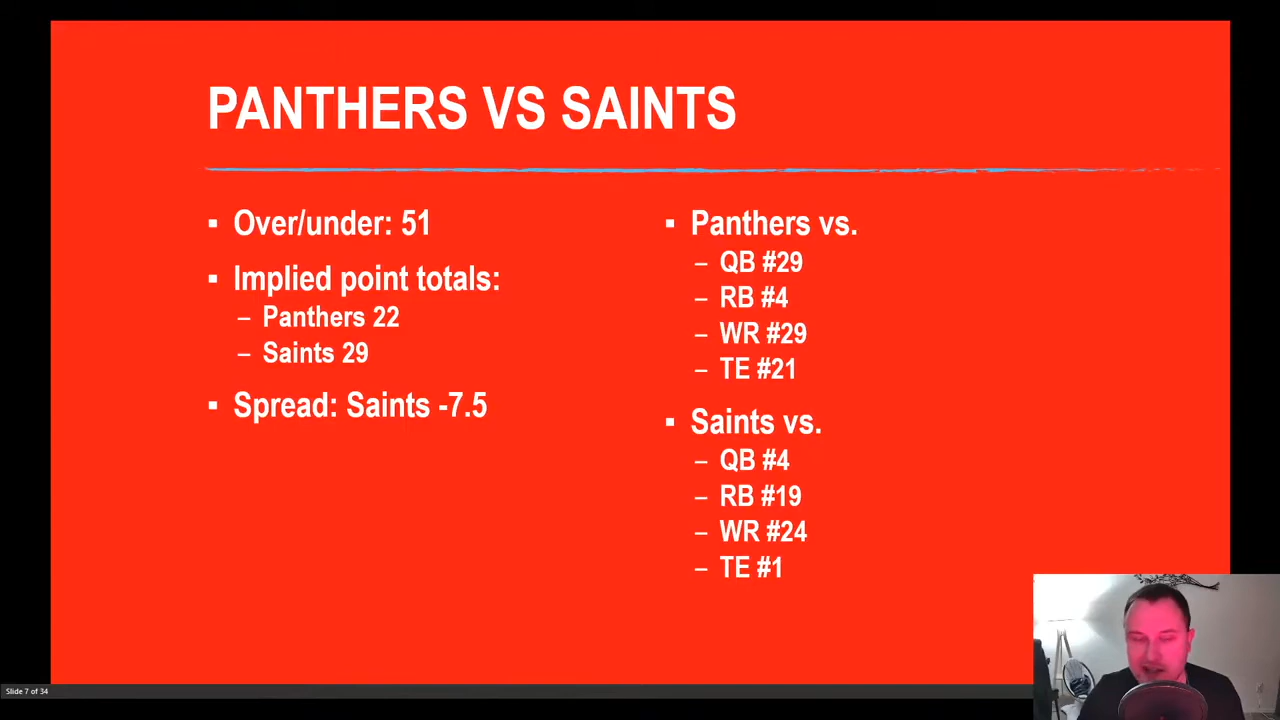 PANTHERS VS SAINTS
▪ Over/under: 51
▪ Implied point totals:
– Panthers 22
– Saints 29
▪ Spread: Saints -7.5
▪ Panthers vs.
– QB #29
– RB #4
– WR #29
– TE #21
▪ Saints vs.
– QB #4
– RB #19
– WR #24
– TE #1
Slide 7 of 34